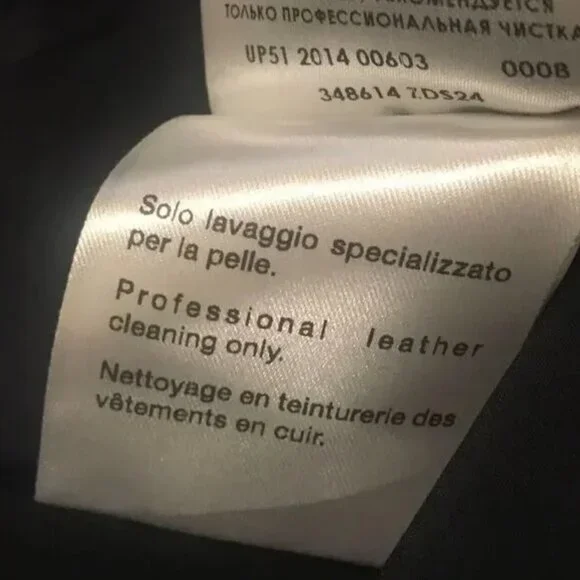 ТОЛЬКО ПРОФЕССИОНАЛЬНАЯ ЧИСТКА
UP51 2014 00603 000B
348614 7DS24
Solo lavaggio specializzato
per la pelle.
Professional leather
cleaning only.
Nettoyage en teinturerie des
vêtements en cuir.